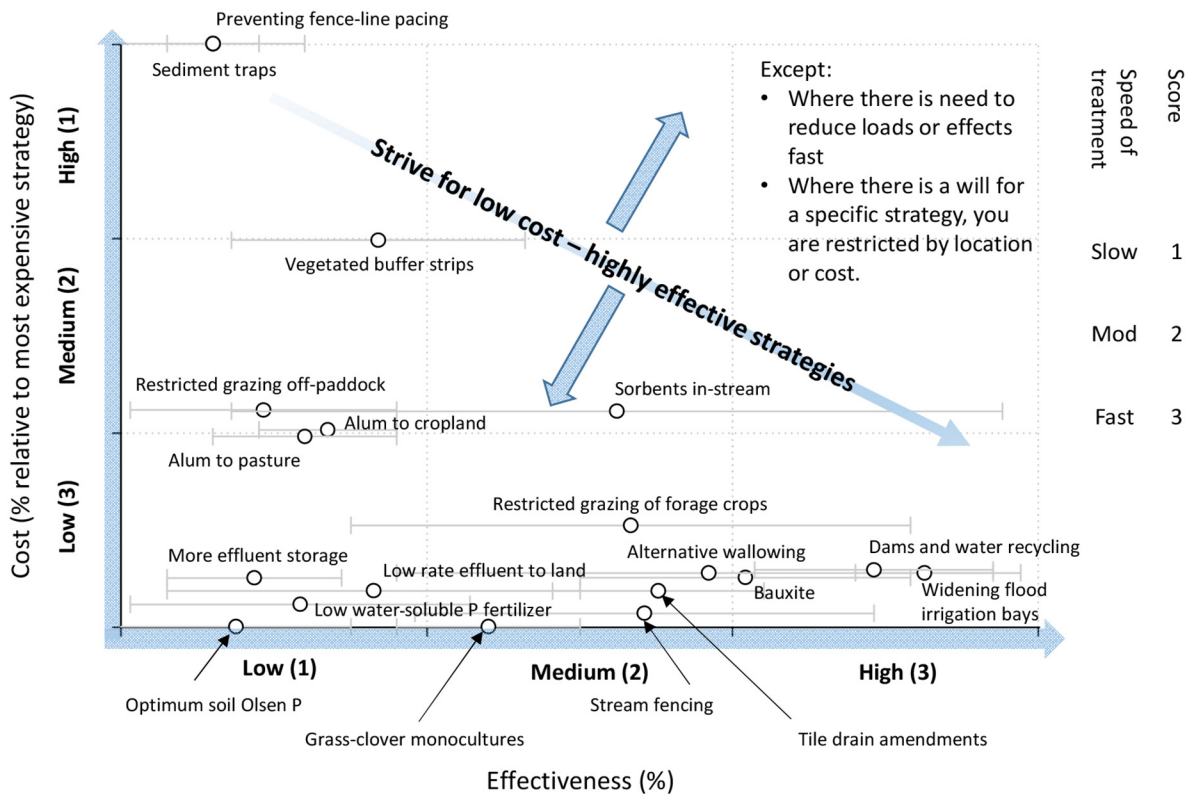 Preventing fence-line pacing
Sediment traps
Except:
• Where there is need to
reduce loads or effects
fast
• Where there is a will for
a specific strategy, you
are restricted by location
or cost.
Speed of
treatment
Score
Slow 1
Mod 2
Fast 3
Cost (% relative to most expensive strategy)
High (1)
Medium (2)
Low (3)
Strive for low cost – highly effective strategies
Vegetated buffer strips
Restricted grazing off-paddock
Sorbents in-stream
Alum to cropland
Alum to pasture
Restricted grazing of forage crops
More effluent storage
Alternative wallowing
Dams and water recycling
Low rate effluent to land
Bauxite
Widening flood
irrigation bays
Low water-soluble P fertilizer
Low (1)
Medium (2)
High (3)
Optimum soil Olsen P
Stream fencing
Grass-clover monocultures
Tile drain amendments
Effectiveness (%)